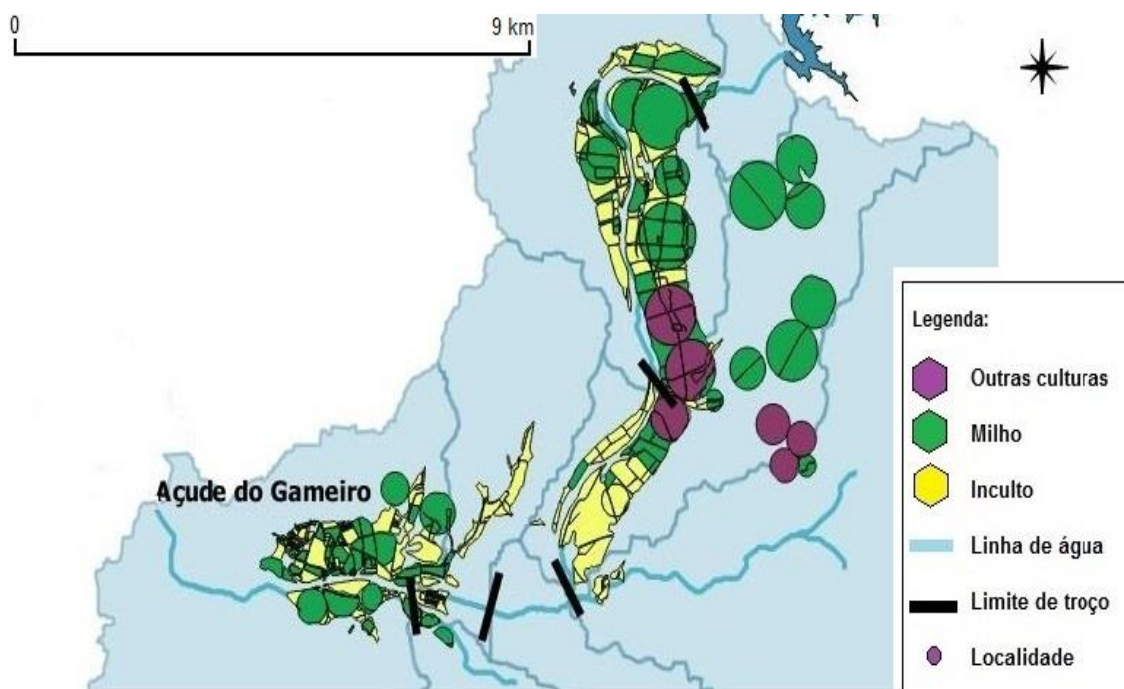 0 9 km
Açude do Gameiro
Legenda:
Outras culturas
Milho
Inculto
Linha de água
Limite de troço
Localidade